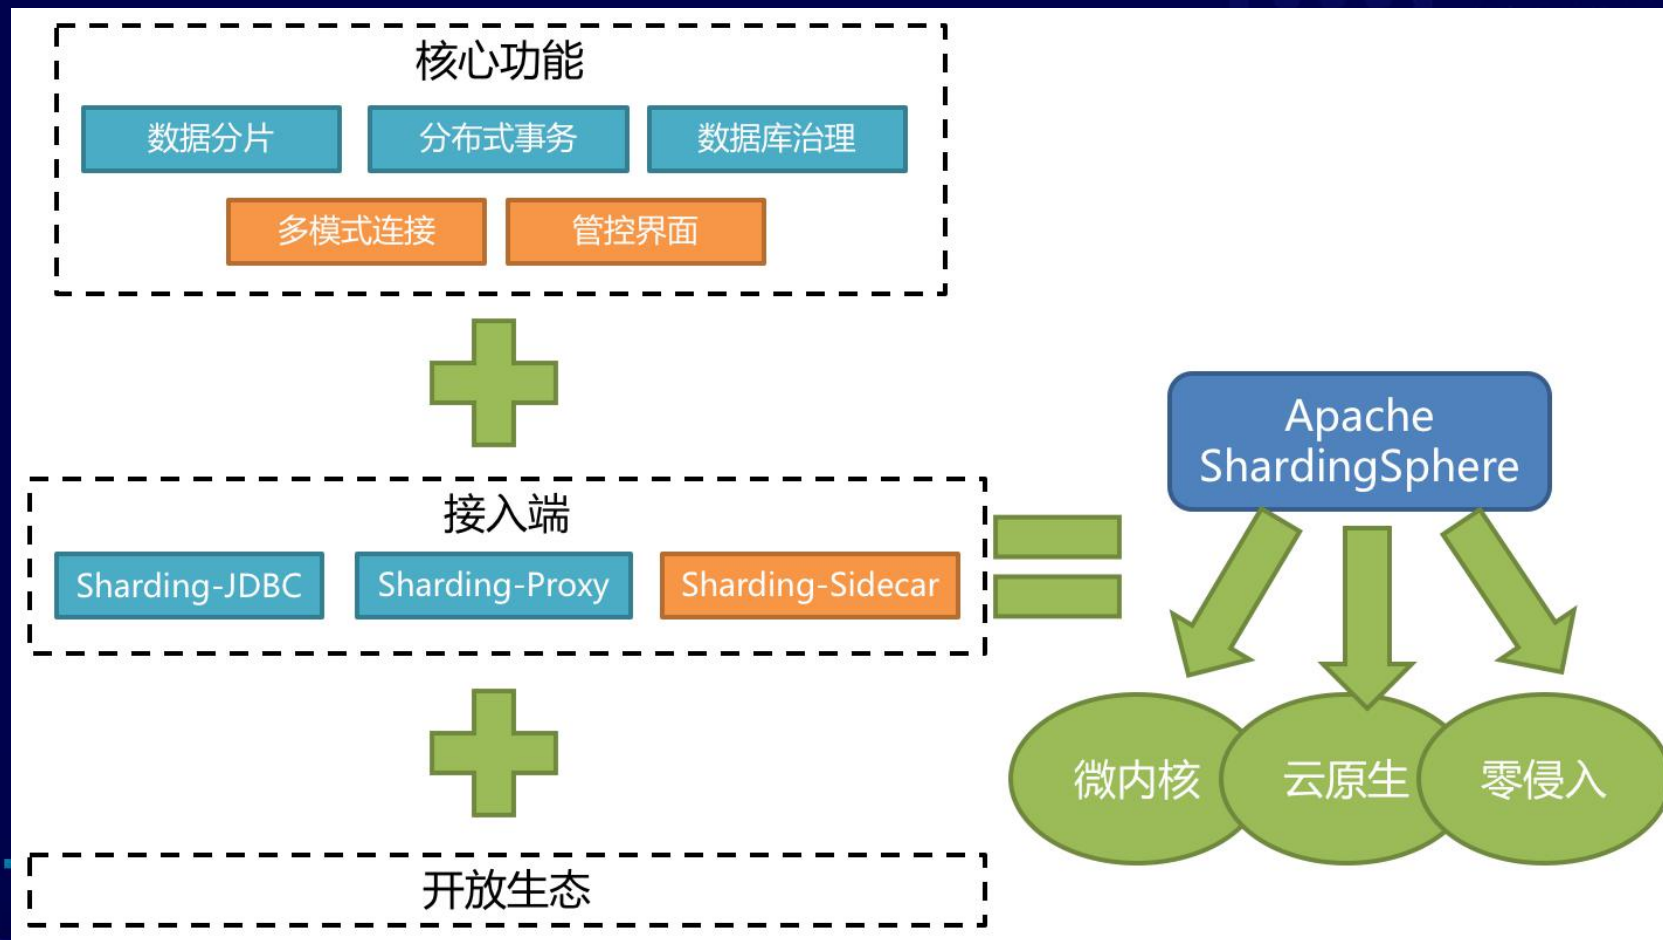 核心功能
数据分片
分布式事务
数据库治理
多模式连接
管控界面
接入端
Sharding-JDBC
Sharding-Proxy
Sharding-Sidecar
开放生态
Apache
ShardingSphere
微内核
云原生
零侵入